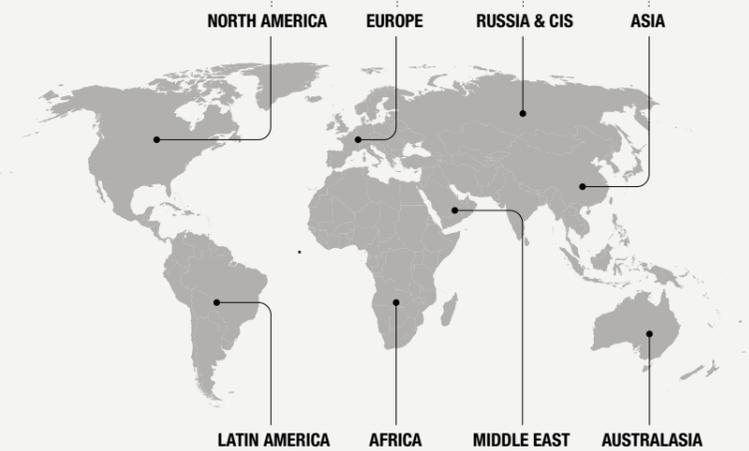 NORTH AMERICA
EUROPE
RUSSIA & CIS
ASIA
LATIN AMERICA
AFRICA
MIDDLE EAST
AUSTRALASIA